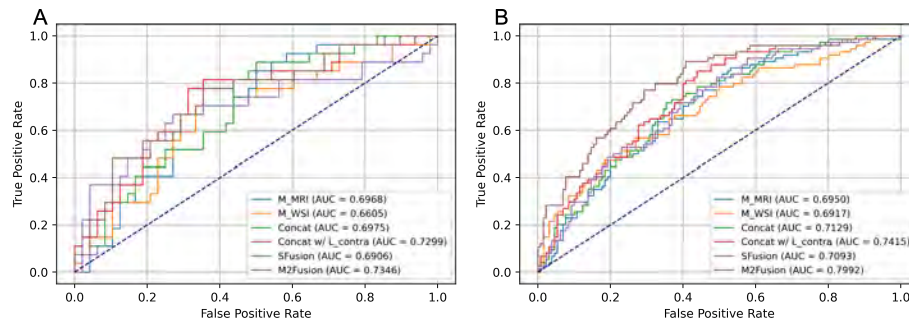 A
B
1.0
0.8
0.6
0.4
0.2
0.0
True Positive Rate
0.0
0.2
0.4
0.6
0.8
1.0
False Positive Rate
M_MRI (AUC = 0.6968)
M_WSI (AUC = 0.6605)
Concat (AUC = 0.6975)
Concat w/ L_contra (AUC = 0.7299)
SFusion (AUC = 0.6906)
M2Fusion (AUC = 0.7346)
1.0
0.8
0.6
0.4
0.2
0.0
True Positive Rate
0.0
0.2
0.4
0.6
0.8
1.0
False Positive Rate
M_MRI (AUC = 0.6950)
M_WSI (AUC = 0.6917)
Concat (AUC = 0.7129)
Concat w/ L_contra (AUC = 0.7415)
SFusion (AUC = 0.7093)
M2Fusion (AUC = 0.7992)